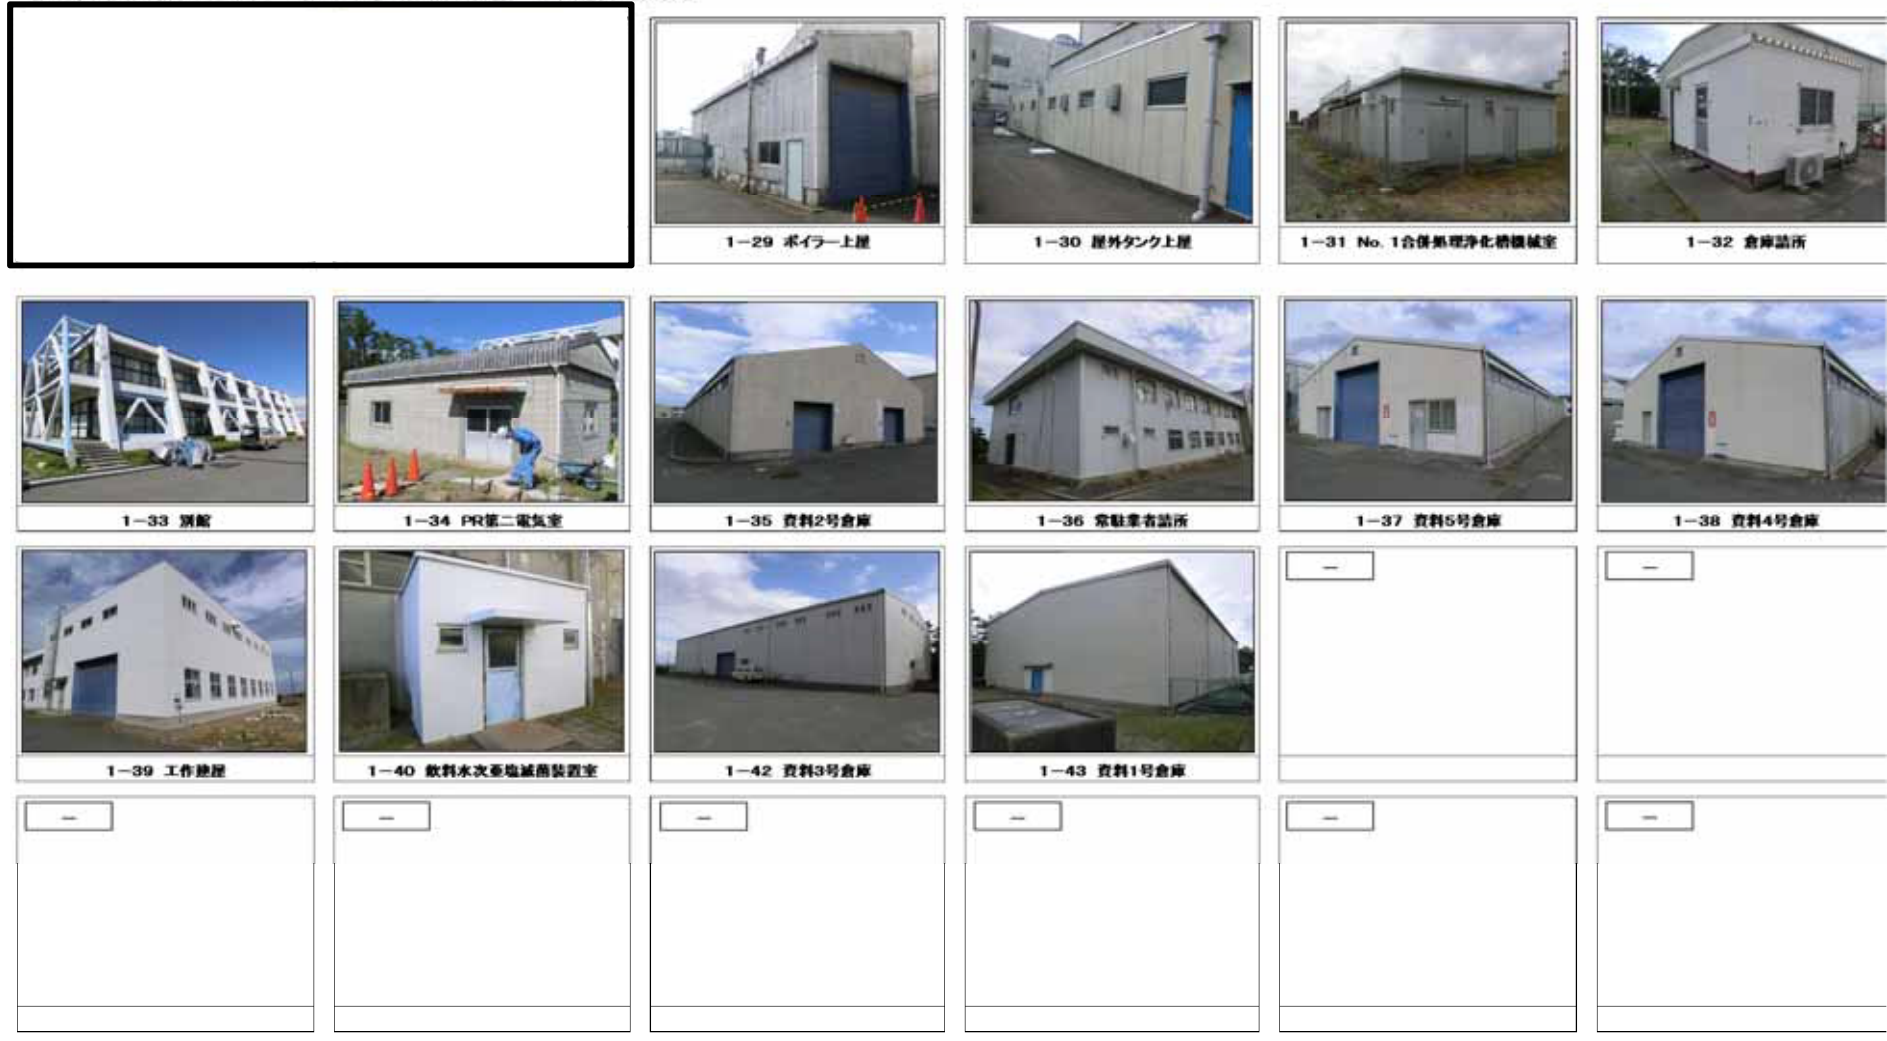 1－29 ボイラー上屋
1－30 屋外タンク上屋
1－31 No. 1合併処理浄化槽機械室
1－32 倉庫詰所
1－33 別館
1－34 PR第二電気室
1－35 資料2号倉庫
1－36 常駐業者詰所
1－37 資料5号倉庫
1－38 資料4号倉庫
1－39 工作建屋
1－40 飲料水次亜塩滅菌装置室
1－42 資料3号倉庫
1－43 資料1号倉庫
－
－
－
－
－
－
－
－